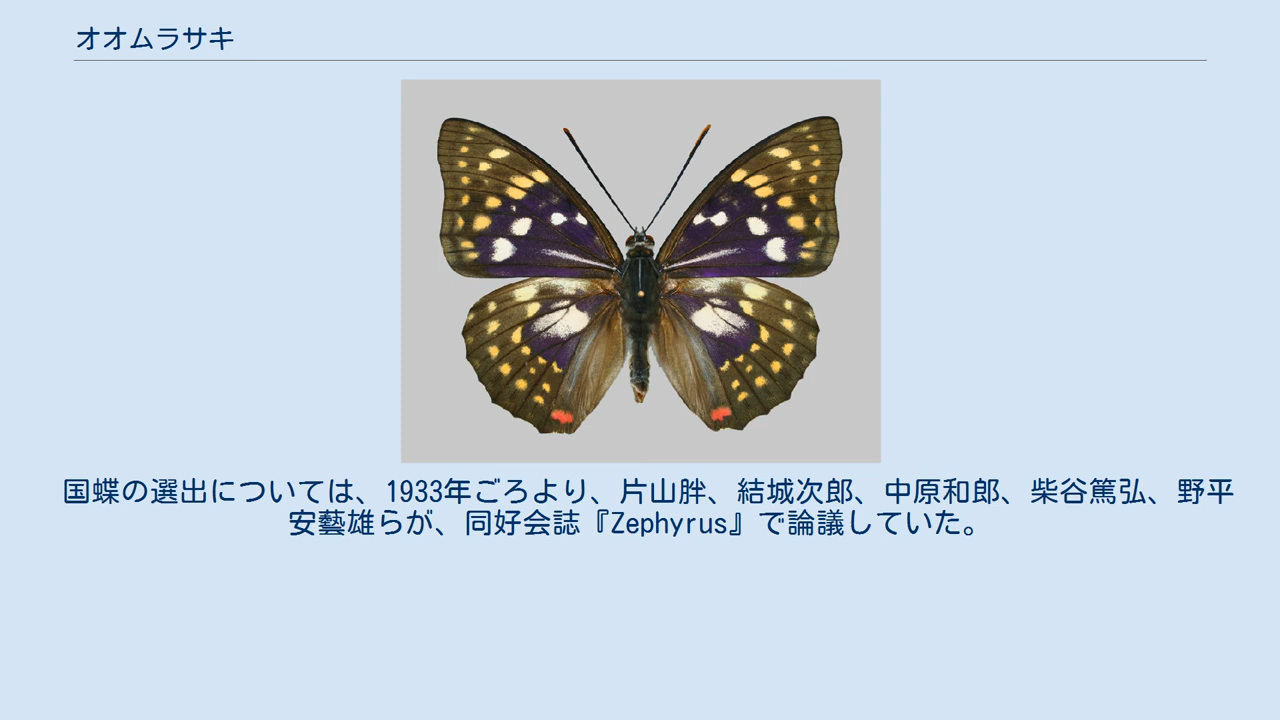 オオムラサキ
国蝶の選出については、1933年ごろより、片山胖、結城次郎、中原和郎、柴谷篤弘、野平
安藝雄らが、同好会誌『Zephyrus』で論議していた。